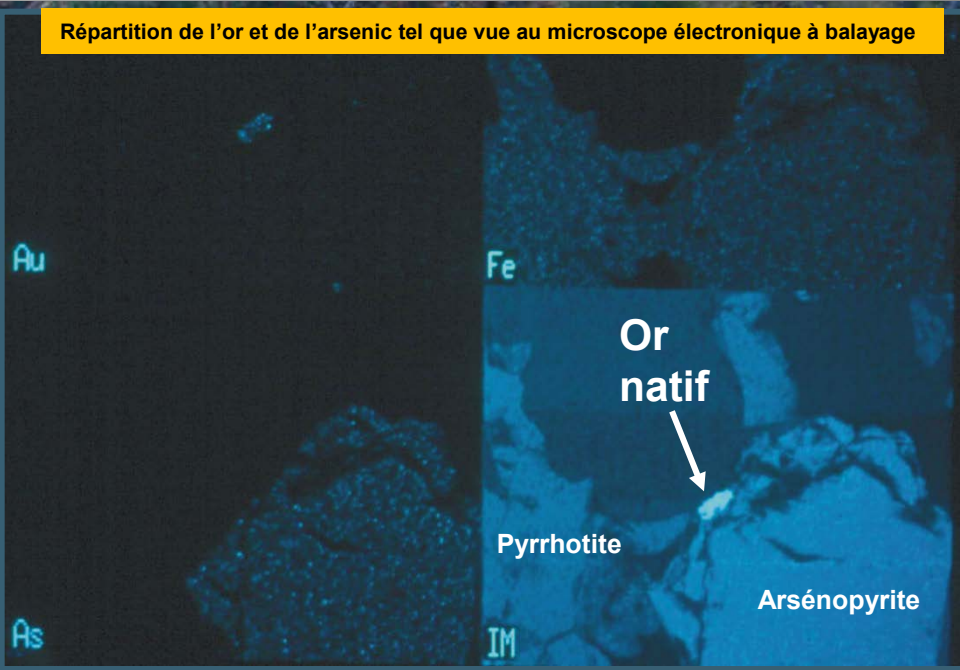 Répartition de l’or et de l’arsenic tel que vue au microscope électronique à balayage
Au
Fe
Or
natif
Pyrrhotite
Arsénopyrite
As
IM